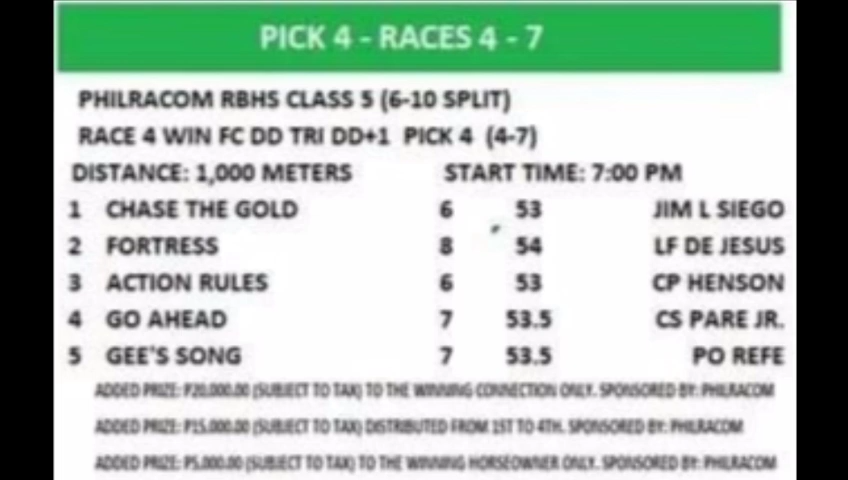 PICK 4 - RACES 4 - 7
PHILRACOM RBHS CLASS 5 (6-10 SPLIT)
RACE 4 WIN FC DD TRI DD+1 PICK 4 (4-7)
DISTANCE: 1,000 METERS START TIME: 7:00 PM
1 CHASE THE GOLD 6 53 JIM L SIEGO
2 FORTRESS 8 54 LF DE JESUS
3 ACTION RULES 6 53 CP HENSON
4 GO AHEAD 7 53.5 CS PARE JR.
5 GEE'S SONG 7 53.5 PO REFE
ADDED PRIZE: P20,000.00 (SUBJECT TO TAX) TO THE WINNING CONNECTION ONLY. SPONSORED BY: PHILRACOM
ADDED PRIZE: P15,000.00 (SUBJECT TO TAX) DISTRIBUTED FROM 1ST TO 4TH. SPONSORED BY: PHILRACOM
ADDED PRIZE: P5,000.00 (SUBJECT TO TAX) TO THE WINNING HORSEOWNER ONLY. SPONSORED BY: PHILRACOM